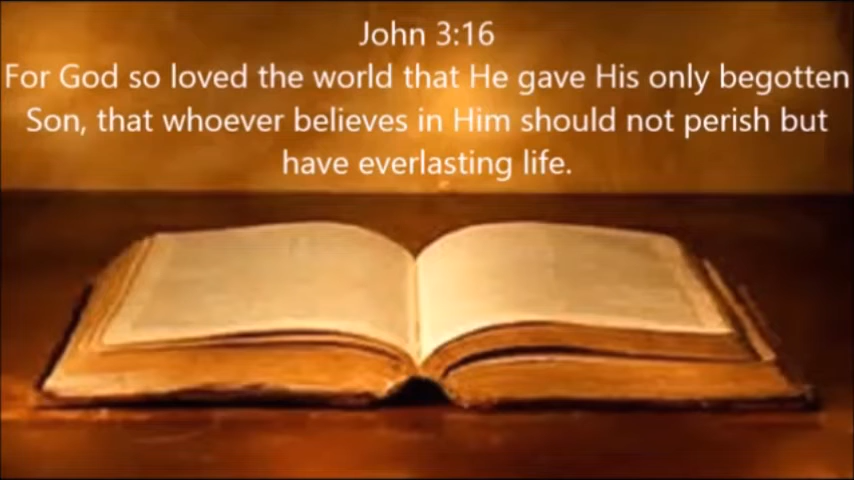 John 3:16
For God so loved the world that He gave His only begotten
Son, that whoever believes in Him should not perish but
have everlasting life.